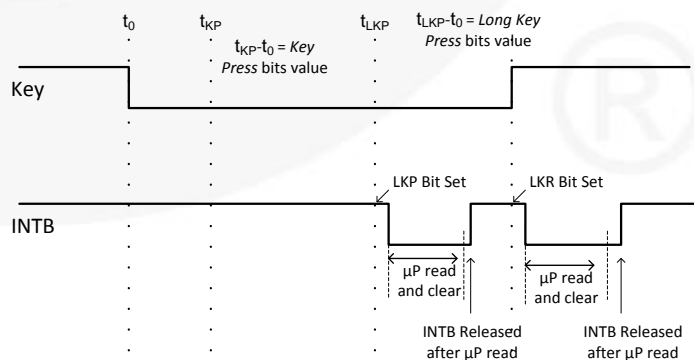 t0 tKP tLKP tLKP-t0 = Long Key
Press bits value
tKP-t0 = Key
Press bits value
Key
LKP Bit Set
LKR Bit Set
INTB
µP read
and clear
µP read
and clear
INTB Released
after µP read
INTB Released
after µP read
®